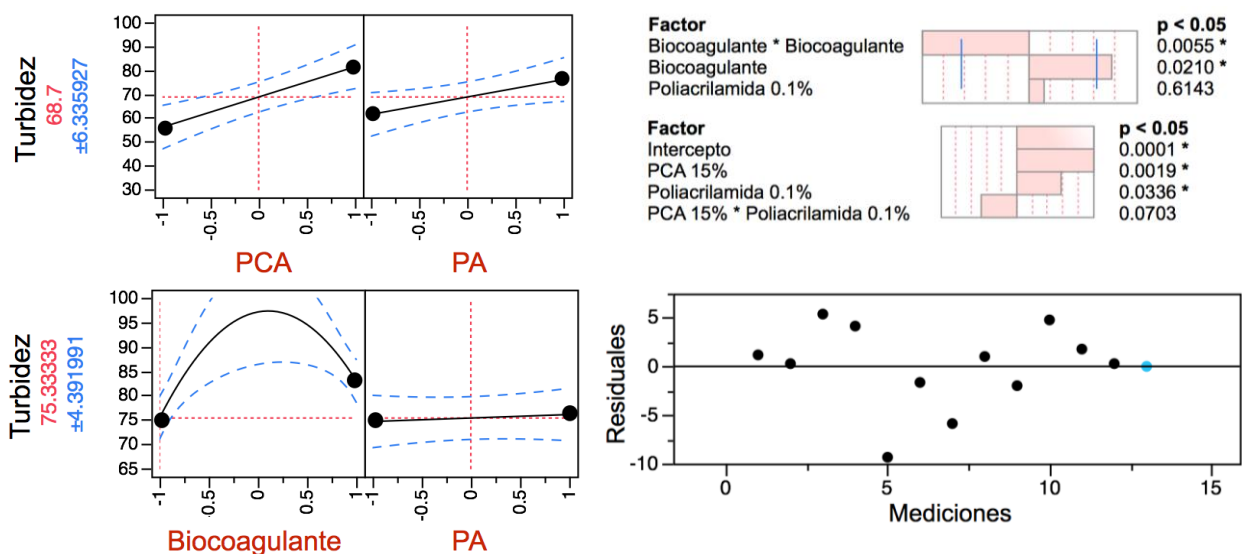 100
90
80
70
60
50
40
30
Turbidez
68.7
±6.335927
-1
-0.5
0
0.5
1
-1
-0.5
0
0.5
1
PCA
PA
Factor
p < 0.05
Biocoagulante * Biocoagulante
0.0055 *
Biocoagulante
0.0210 *
Poliacrilamida 0.1%
0.6143
Factor
p < 0.05
Intercepto
0.0001 *
PCA 15%
0.0019 *
Poliacrilamida 0.1%
0.0336 *
PCA 15% * Poliacrilamida 0.1%
0.0703
100
95
90
85
80
75
70
65
Turbidez
75.33333
±4.391991
-1
-0.5
0
0.5
1
-1
-0.5
0
0.5
1
Biocoagulante
PA
5
0
-5
-10
Residuales
0
5
10
15
Mediciones